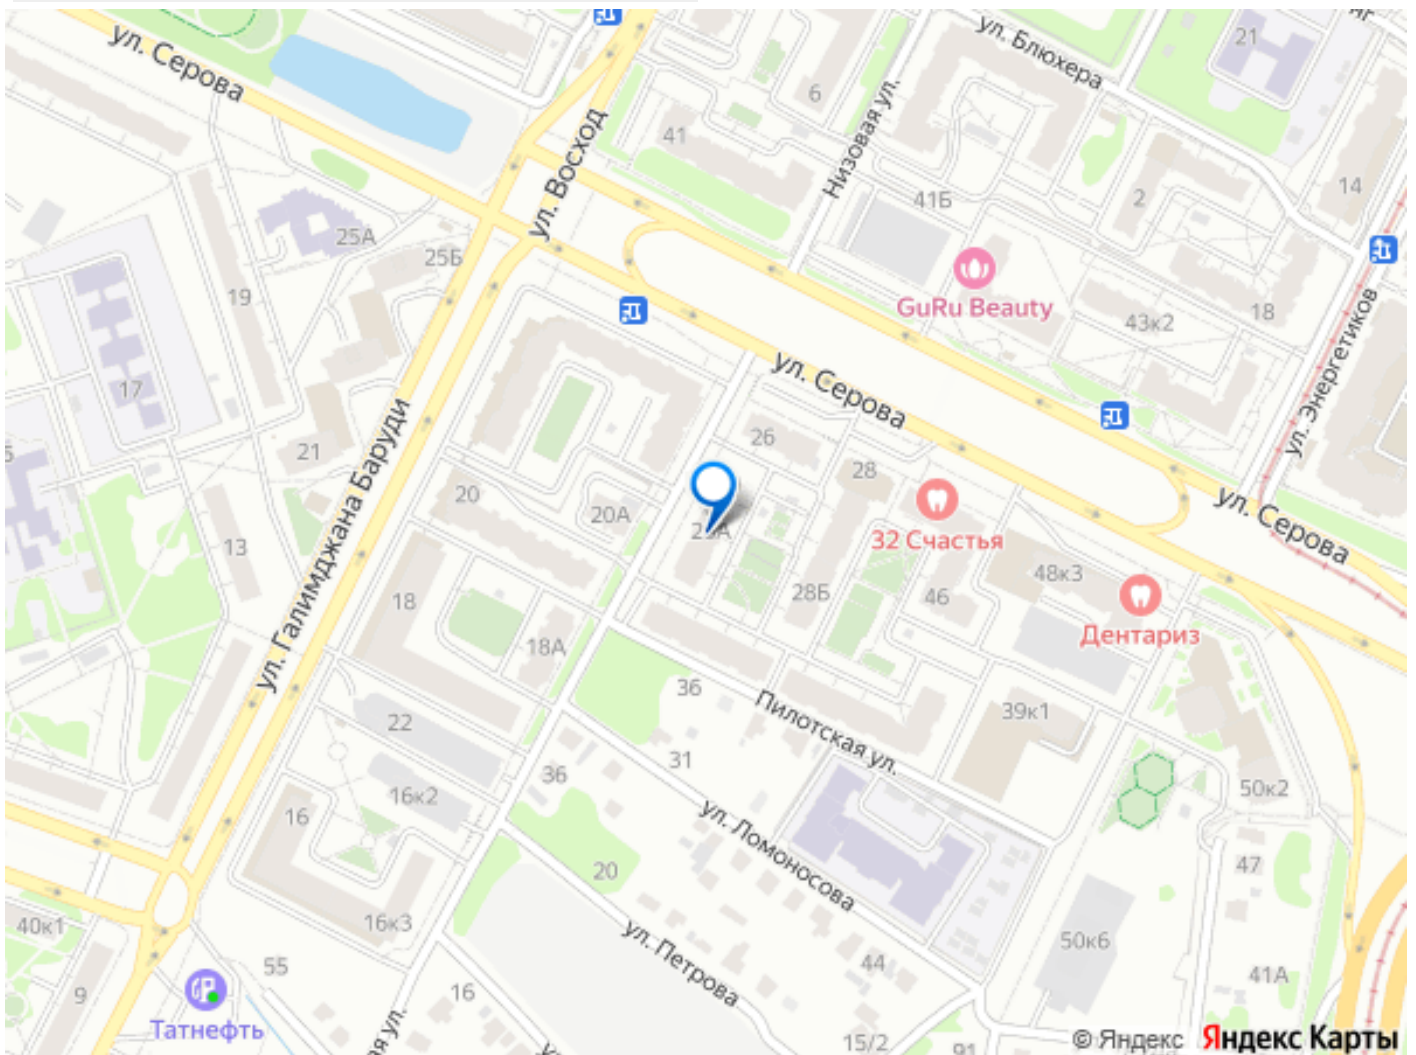 ул. Серова
ул. Блюхера
21
6
41
Низовая ул.
ул. Восход
41Б
2
14
25А
25Б
19
GuRu Beauty
43к2
18
ул. Энергетиков
17
ул. Серова
21
26
28
ул. Галимджана Баруди
20
20А
ул. Серова
32 Счастья
13
18
28Б
46
48к3
Дентариз
18А
36
Пилотская ул.
39к1
22
31
36
16к2
50к2
16
ул. Ломоносова
20
47
16к3
40к1
ул. Петрова
50к6
55
44
41А
9
16
Татнефть
15/2
91
© Яндекс Яндекс Карты